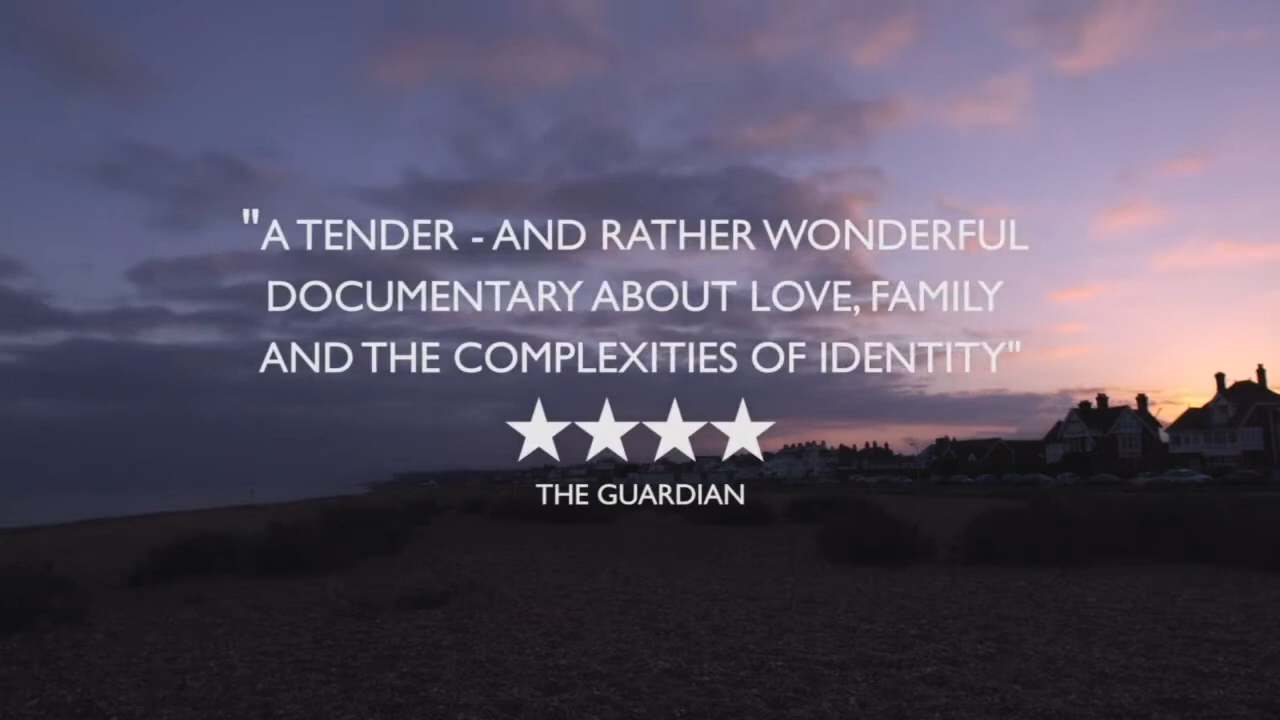 "A TENDER - AND RATHER WONDERFUL
DOCUMENTARY ABOUT LOVE, FAMILY
AND THE COMPLEXITIES OF IDENTITY"
★★★★
THE GUARDIAN